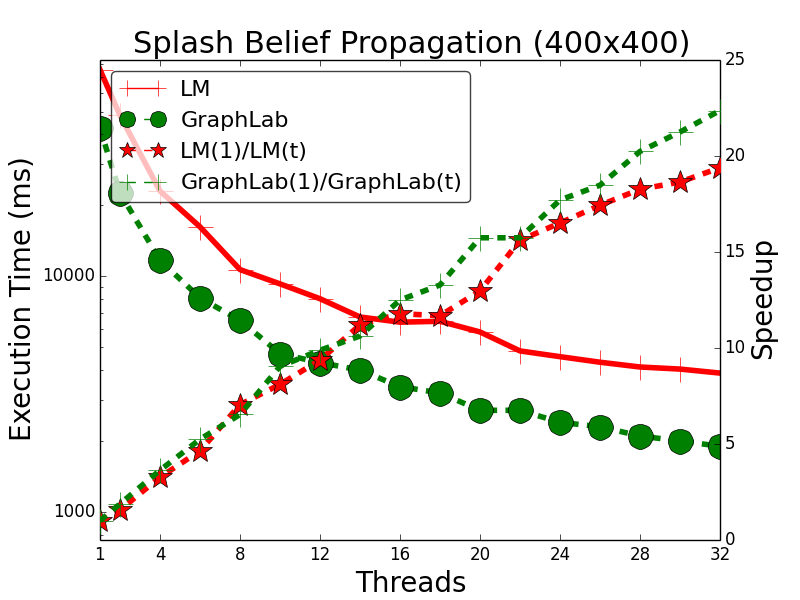 Splash Belief Propagation (400x400)
LM
GraphLab
LM(1)/LM(t)
GraphLab(1)/GraphLab(t)
Execution Time (ms)
10000
1000
25
20
15
10
5
0
Speedup
1 4 8 12 16 20 24 28 32
Threads